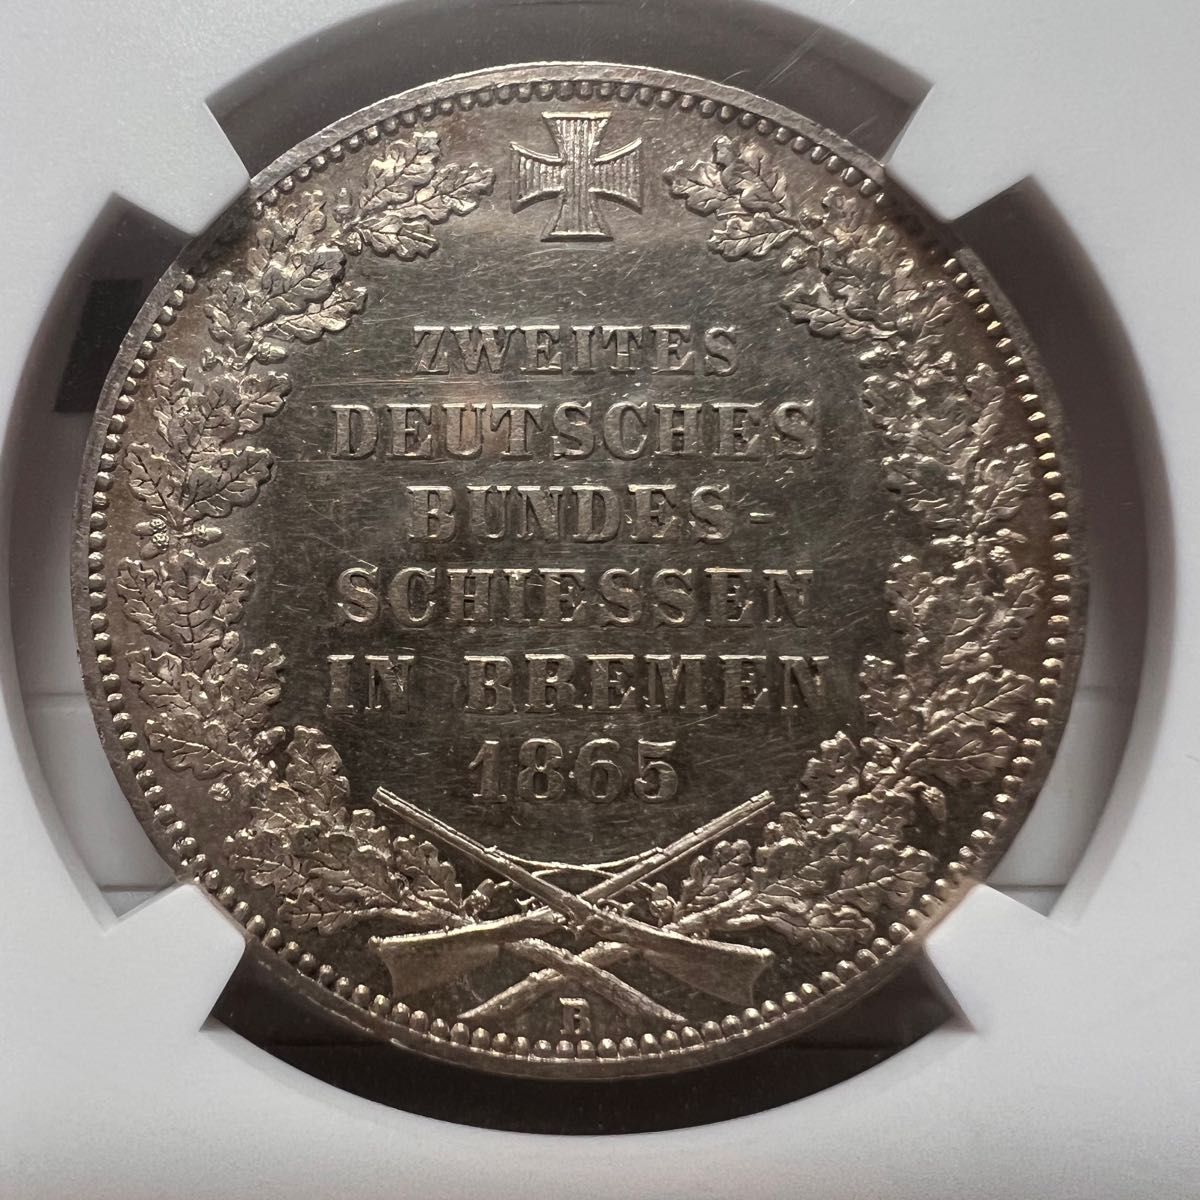 ZWEITES
DEUTSCHES
BUNDES-
SCHIESSEN
IN BREMEN
1865
B